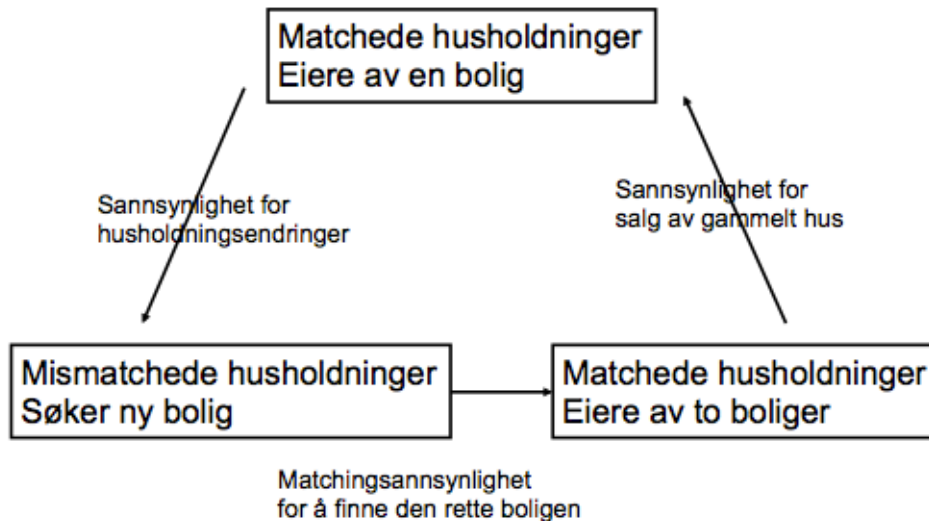 Matchede husholdninger
Eiere av en bolig
Sannsynlighet for
husholdningsendringer
Sannsynlighet for
salg av gammelt hus
Mismatchede husholdninger
Søker ny bolig
Matchede husholdninger
Eiere av to boliger
Matchingsannsynlighet
for å finne den rette boligen